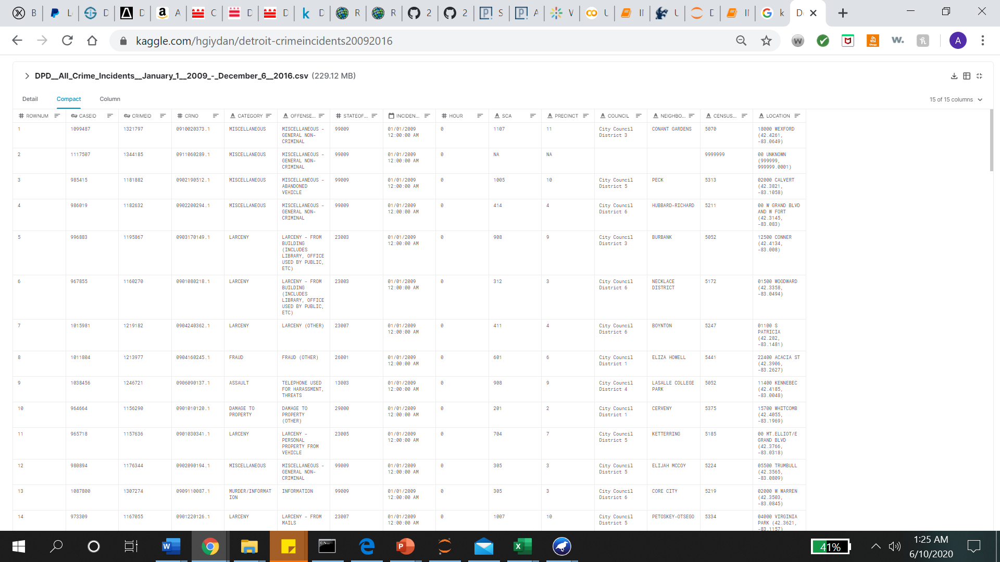 B L D D A C D D k D R R 2 2 S A W U II U D II k D
kaggle.com/hgiydan/detroit-crimeincidents20092016
A
DPD__All_Crime_Incidents__January_1__2009_-_December_6__2016.csv (229.12 MB)
Detail Compact Column
15 of 15 columns
ROWNUM CASEID CRIMEID CRNO CATEGORY OFFENSE... STATEOF... INCIDEN... HOUR SCA PRECINCT COUNCIL NEIGHBO... CENSUS... LOCATION
1 1099487 1321797 0910020373.1 MISCELLANEOUS MISCELLANEOUS - 99009 01/01/2009 0 1107 11 City Council CONANT GARDENS 5070 18000 WEXFORD
GENERAL NON- 12:00:00 AM District 3 (42.4261,
CRIMINAL -83.0649)
2 1117507 1344185 0911060289.1 MISCELLANEOUS MISCELLANEOUS - 99009 01/01/2009 0 NA NA 9999999 00 UNKNOWN
GENERAL NON- 12:00:00 AM (999999,
CRIMINAL 999999.0001)
3 985415 1181882 0902190512.1 MISCELLANEOUS MISCELLANEOUS - 99009 01/01/2009 0 1005 10 City Council PECK 5313 02000 CALVERT
ABANDONED 12:00:00 AM District 5 (42.3821,
VEHICLE -83.1058)
4 986019 1182632 0902200294.1 MISCELLANEOUS MISCELLANEOUS - 99009 01/01/2009 0 414 4 City Council HUBBARD-RICHARD 5211 00 W GRAND BLVD
GENERAL NON- 12:00:00 AM District 6 AND W FORT
CRIMINAL (42.3145,
-83.083)
5 996883 1195867 0903170149.1 LARCENY LARCENY - FROM 23003 01/01/2009 0 908 9 City Council BURBANK 5052 12500 CONNER
BUILDING 12:00:00 AM District 3 (42.4134,
(INCLUDES -83.008)
LIBRARY, OFFICE
USED BY PUBLIC,
ETC)
6 967855 1160270 0901080218.1 LARCENY LARCENY - FROM 23003 01/01/2009 0 312 3 City Council NECKLACE 5172 01500 WOODWARD
BUILDING 12:00:00 AM District 6 DISTRICT (42.3358,
(INCLUDES -83.0494)
LIBRARY, OFFICE
USED BY PUBLIC,
ETC)
7 1015981 1219182 0904240362.1 LARCENY LARCENY (OTHER) 23007 01/01/2009 0 411 4 City Council BOYNTON 5247 01100 S
12:00:00 AM District 6 PATRICIA
(42.282,
-83.1481)
8 1011804 1213977 0904160245.1 FRAUD FRAUD (OTHER) 26001 01/01/2009 0 601 6 City Council ELIZA HOWELL 5441 22400 ACACIA ST
12:00:00 AM District 1 (42.3906,
-83.2627)
9 1038456 1246721 0906090137.1 ASSAULT TELEPHONE USED 13003 01/01/2009 0 908 9 City Council LASALLE COLLEGE 5052 11400 KENNEBEC
FOR HARASSMENT, 12:00:00 AM District 4 PARK (42.4185,
THREATS -83.0048)
10 964664 1156290 0901010120.1 DAMAGE TO DAMAGE TO 29000 01/01/2009 0 201 2 City Council CERVENY 5375 15700 WHITCOMB
PROPERTY PROPERTY 12:00:00 AM District 1 (42.4055,
(OTHER) -83.1969)
11 965718 1157636 0901030341.1 LARCENY LARCENY - 23005 01/01/2009 0 704 7 City Council KETTERRING 5185 00 MT.ELLIOT/E
PERSONAL 12:00:00 AM District 5 GRAND BLVD
PROPERTY FROM (42.3766,
VEHICLE -83.0318)
12 980894 1176344 0902090194.1 MISCELLANEOUS MISCELLANEOUS - 99009 01/01/2009 0 305 3 City Council ELIJAH MCCOY 5224 05500 TRUMBULL
GENERAL NON- 12:00:00 AM District 5 (42.3565,
CRIMINAL -83.0809)
13 1087800 1307274 0909110087.1 MURDER/INFORMAT INFORMATION 99009 01/01/2009 0 305 3 City Council CORE CITY 5219 02000 W WARREN
ION 12:00:00 AM District 6 (42.3503,
-83.0845)
14 973309 1167055 0901220126.1 LARCENY LARCENY - FROM 23007 01/01/2009 0 1007 10 City Council PETOSKEY-OTSEGO 5334 04000 VIRGINIA
MAILS 12:00:00 AM District 5 PARK (42.3621,
-83.1157)
41%
1:25 AM
6/10/2020